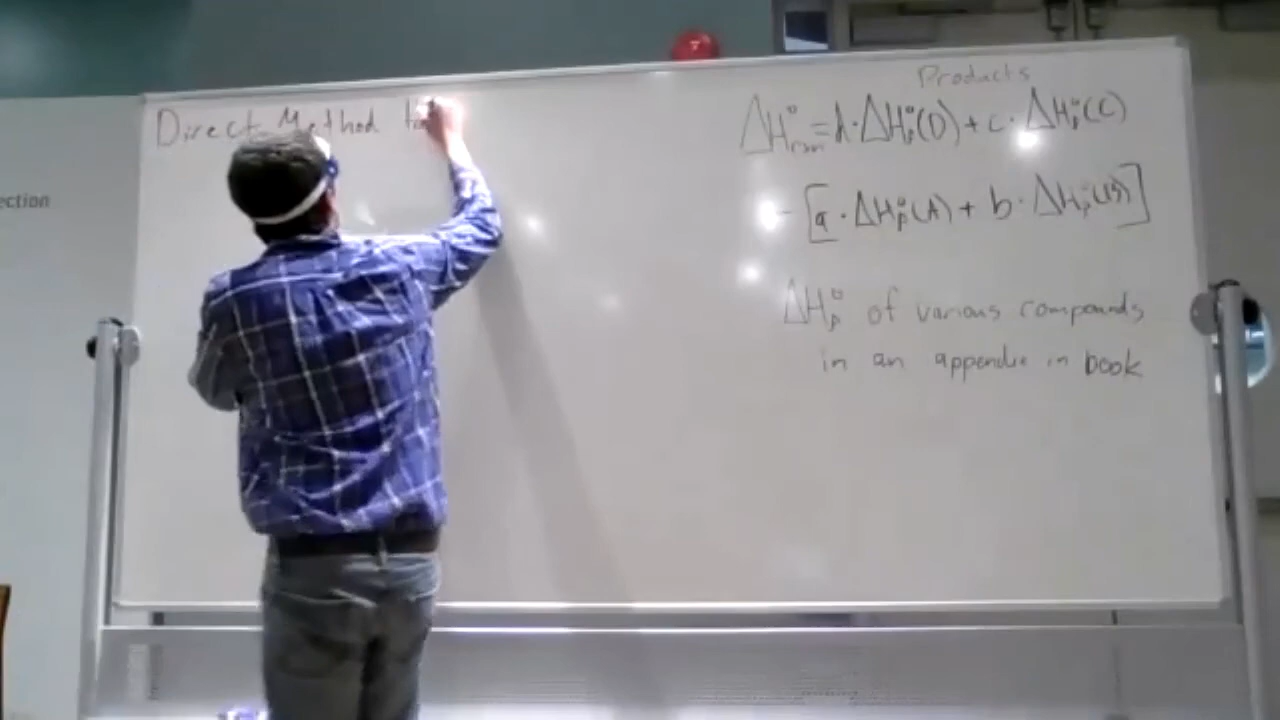 ection
Direct Method
Products
ΔH°rxn = d·ΔH°f(D) + c·ΔH°f(C)
- [a·ΔH°f(A) + b·ΔH°f(B)]
ΔH°f of various compounds
in an appendix in book